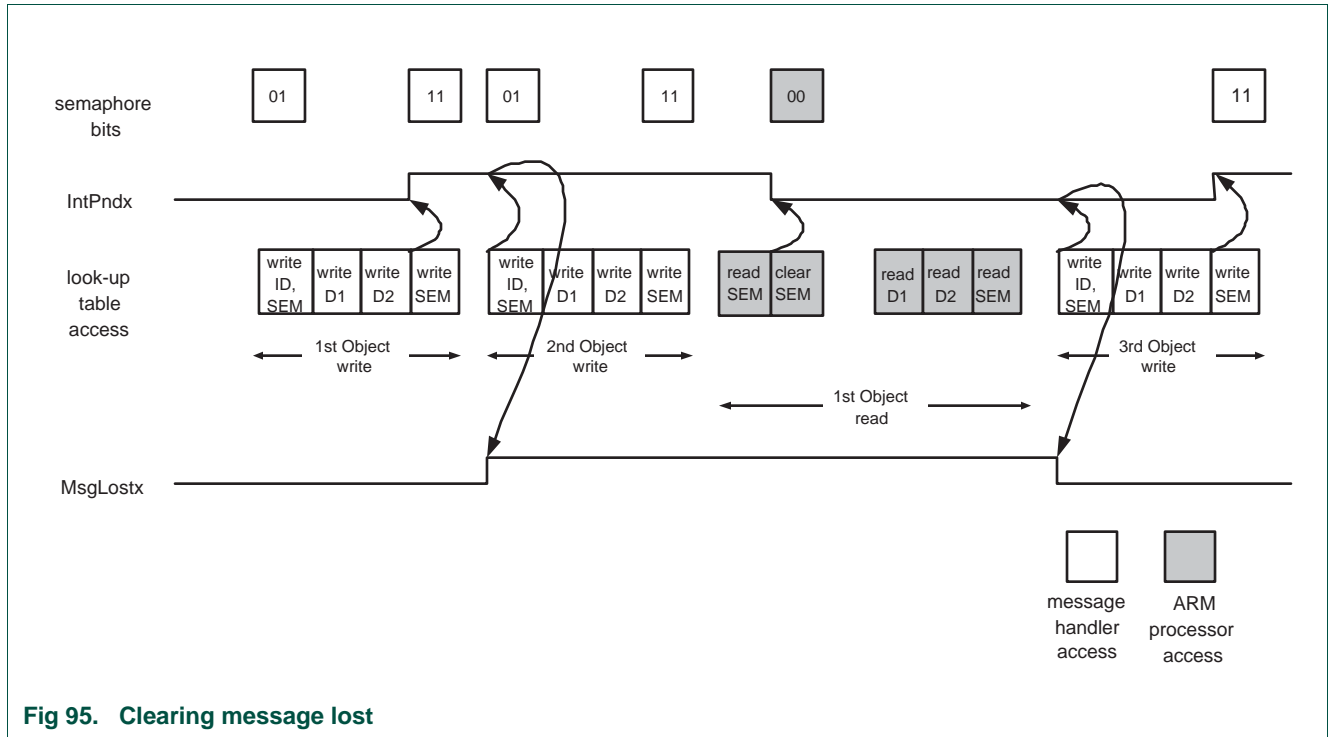 01 11 01 11 00 11
semaphore
bits
IntPndx
look-up
table
access
write
ID,
SEM
write
D1
write
D2
write
SEM
write
ID,
SEM
write
D1
write
D2
write
SEM
read
SEM
clear
SEM
read
D1
read
D2
read
SEM
write
ID,
SEM
write
D1
write
D2
write
SEM
1st Object
write
2nd Object
write
3rd Object
write
1st Object
read
MsgLostx
message
handler
access
ARM
processor
access
Fig 95. Clearing message lost